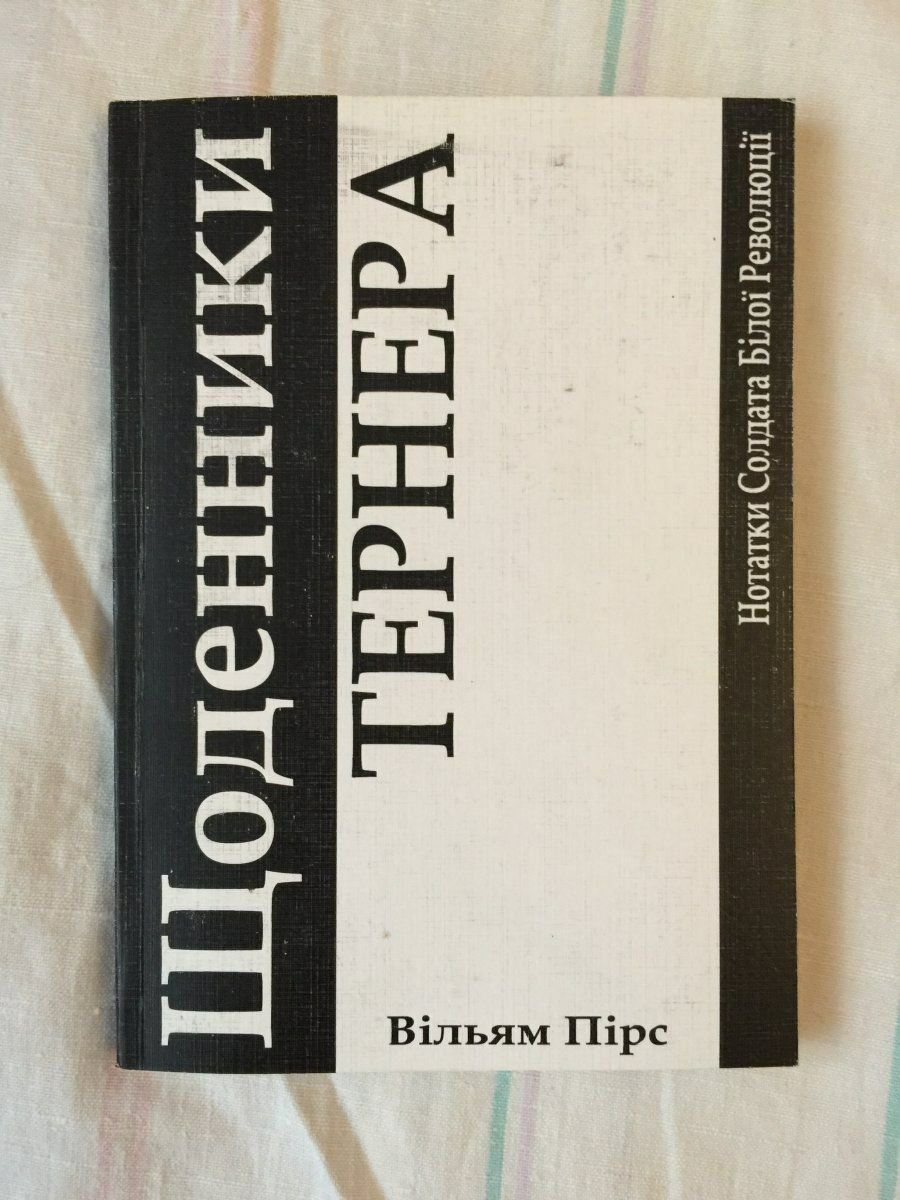 Щоденники
ТЕРНЕРА
Вільям Пірс
Нотатки Солдата Білої Революції